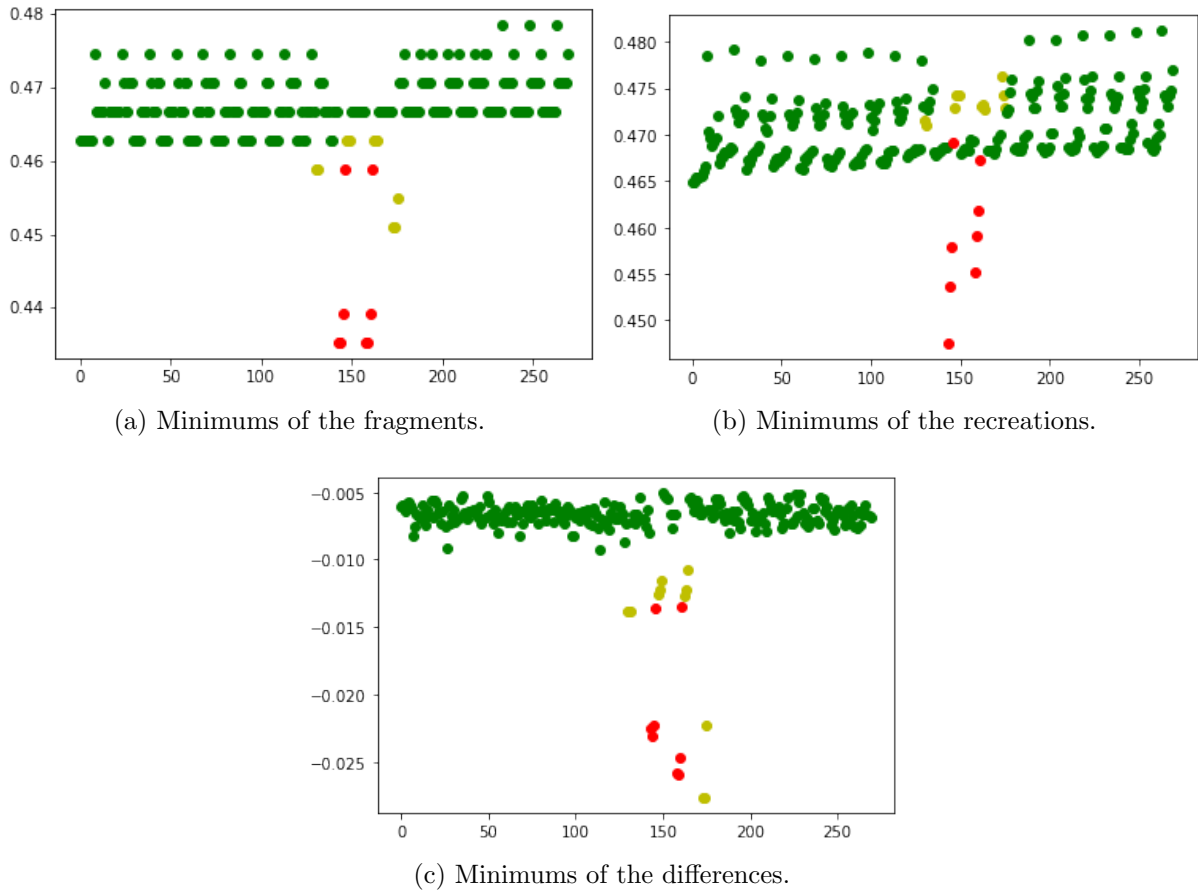 0.48
0.47
0.46
0.45
0.44
0 50 100 150 200 250
(a) Minimums of the fragments.
0.480
0.475
0.470
0.465
0.460
0.455
0.450
0 50 100 150 200 250
(b) Minimums of the recreations.
−0.005
−0.010
−0.015
−0.020
−0.025
0 50 100 150 200 250
(c) Minimums of the differences.